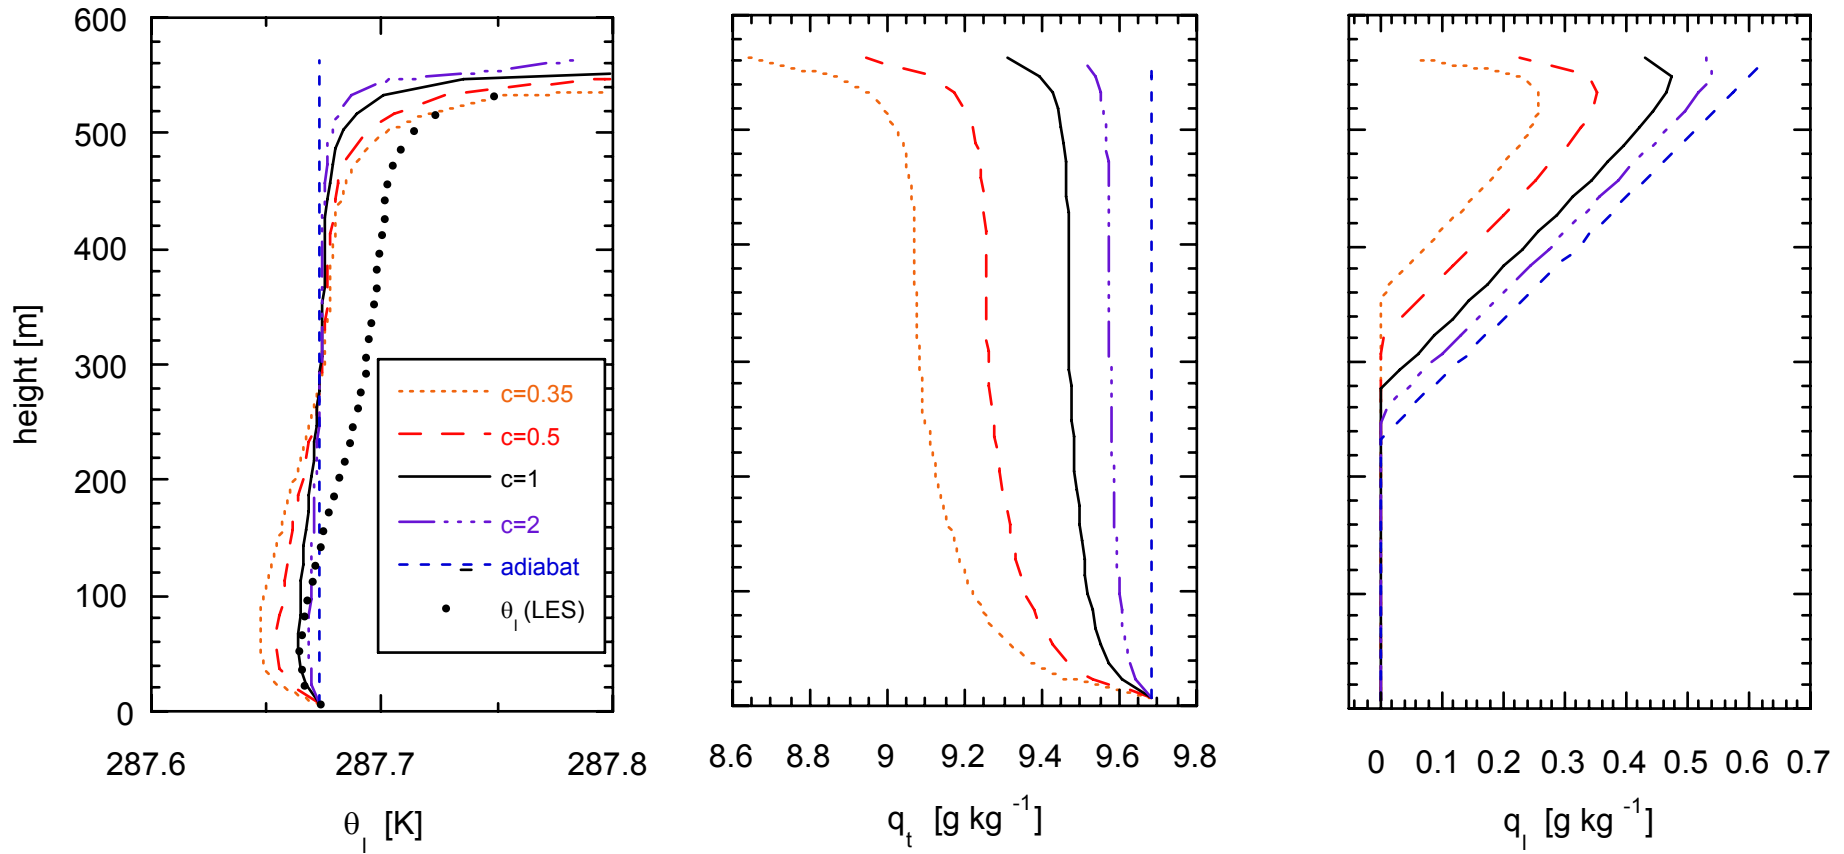 600
500
400
300
200
100
0
height [m]
287.6 287.7 287.8
θl [K]
c=0.35
c=0.5
c=1
c=2
adiabat
θl (LES)
8.6 8.8 9 9.2 9.4 9.6 9.8
qt [g kg -1]
0 0.1 0.2 0.3 0.4 0.5 0.6 0.7
ql [g kg -1]